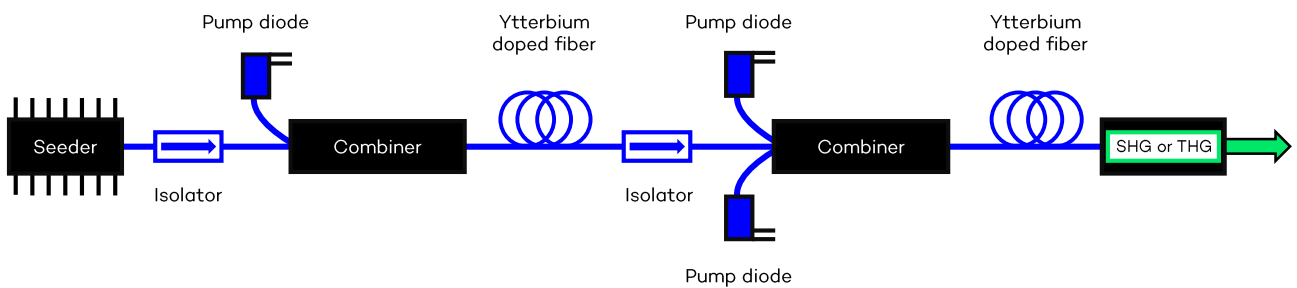 Pump diode
Ytterbium
doped fiber
Pump diode
Ytterbium
doped fiber
Seeder
Combiner
Combiner
SHG or THG
Isolator
Isolator
Pump diode